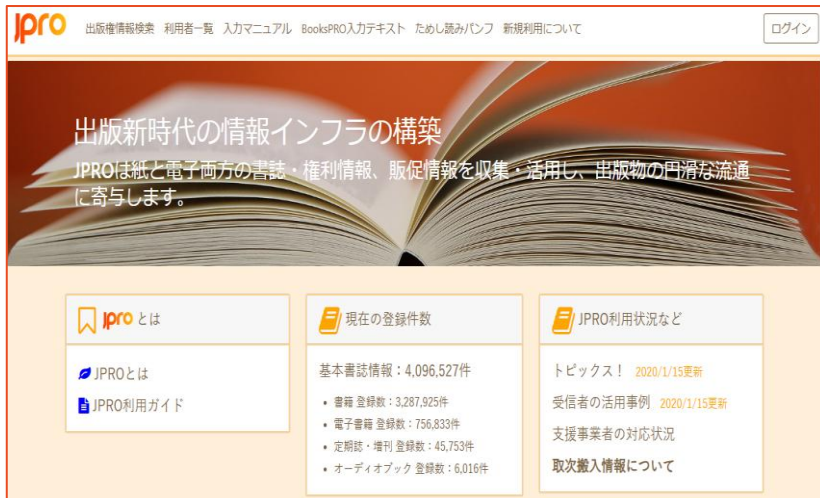 Jpro 出版権情報検索 利用者一覧 入力マニュアル BooksPRO入力テキスト ためし読みパンフ 新規利用について ログイン
出版新時代の情報インフラの構築
JPROは紙と電子両方の書誌・権利情報、販促情報を収集・活用し、出版物の円滑な流通
に寄与します。
Jpro とは
JPROとは
JPRO利用ガイド
現在の登録件数
基本書誌情報：4,096,527件
• 書籍 登録数：3,287,925件
• 電子書籍 登録数：756,833件
• 定期誌・増刊 登録数：45,753件
• オーディオブック 登録数：6,016件
JPRO利用状況など
トピックス！ 2020/1/15更新
受信者の活用事例 2020/1/15更新
支援事業者の対応状況
取次搬入情報について